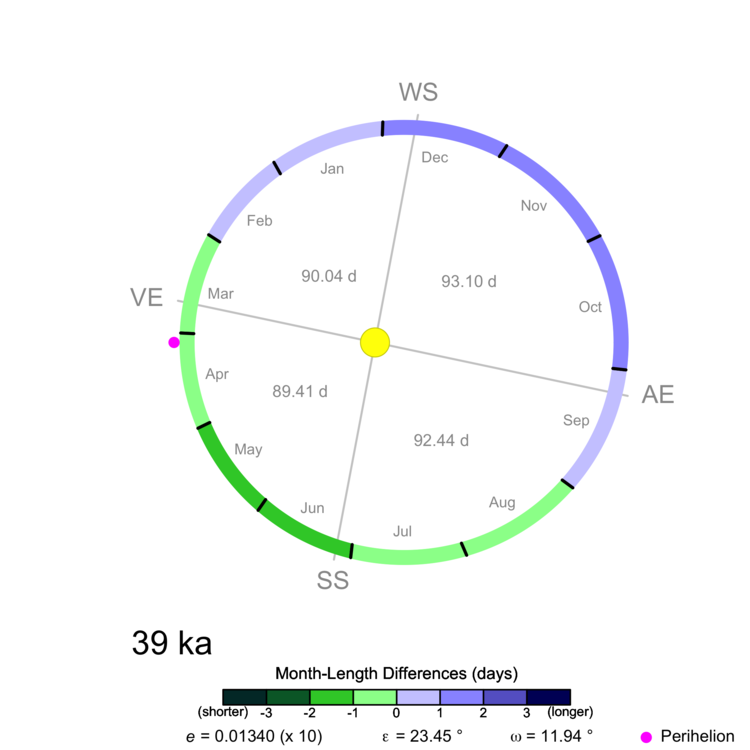 WS
Dec
Jan
Nov
Feb
90.04 d
93.10 d
VE
Mar
Oct
Apr
89.41 d
AE
Sep
92.44 d
May
Aug
Jun
Jul
SS
39 ka
Month-Length Differences (days)
(shorter) -3 -2 -1 0 1 2 3 (longer)
e = 0.01340 (x 10) ε = 23.45 ° ω = 11.94 ° Perihelion